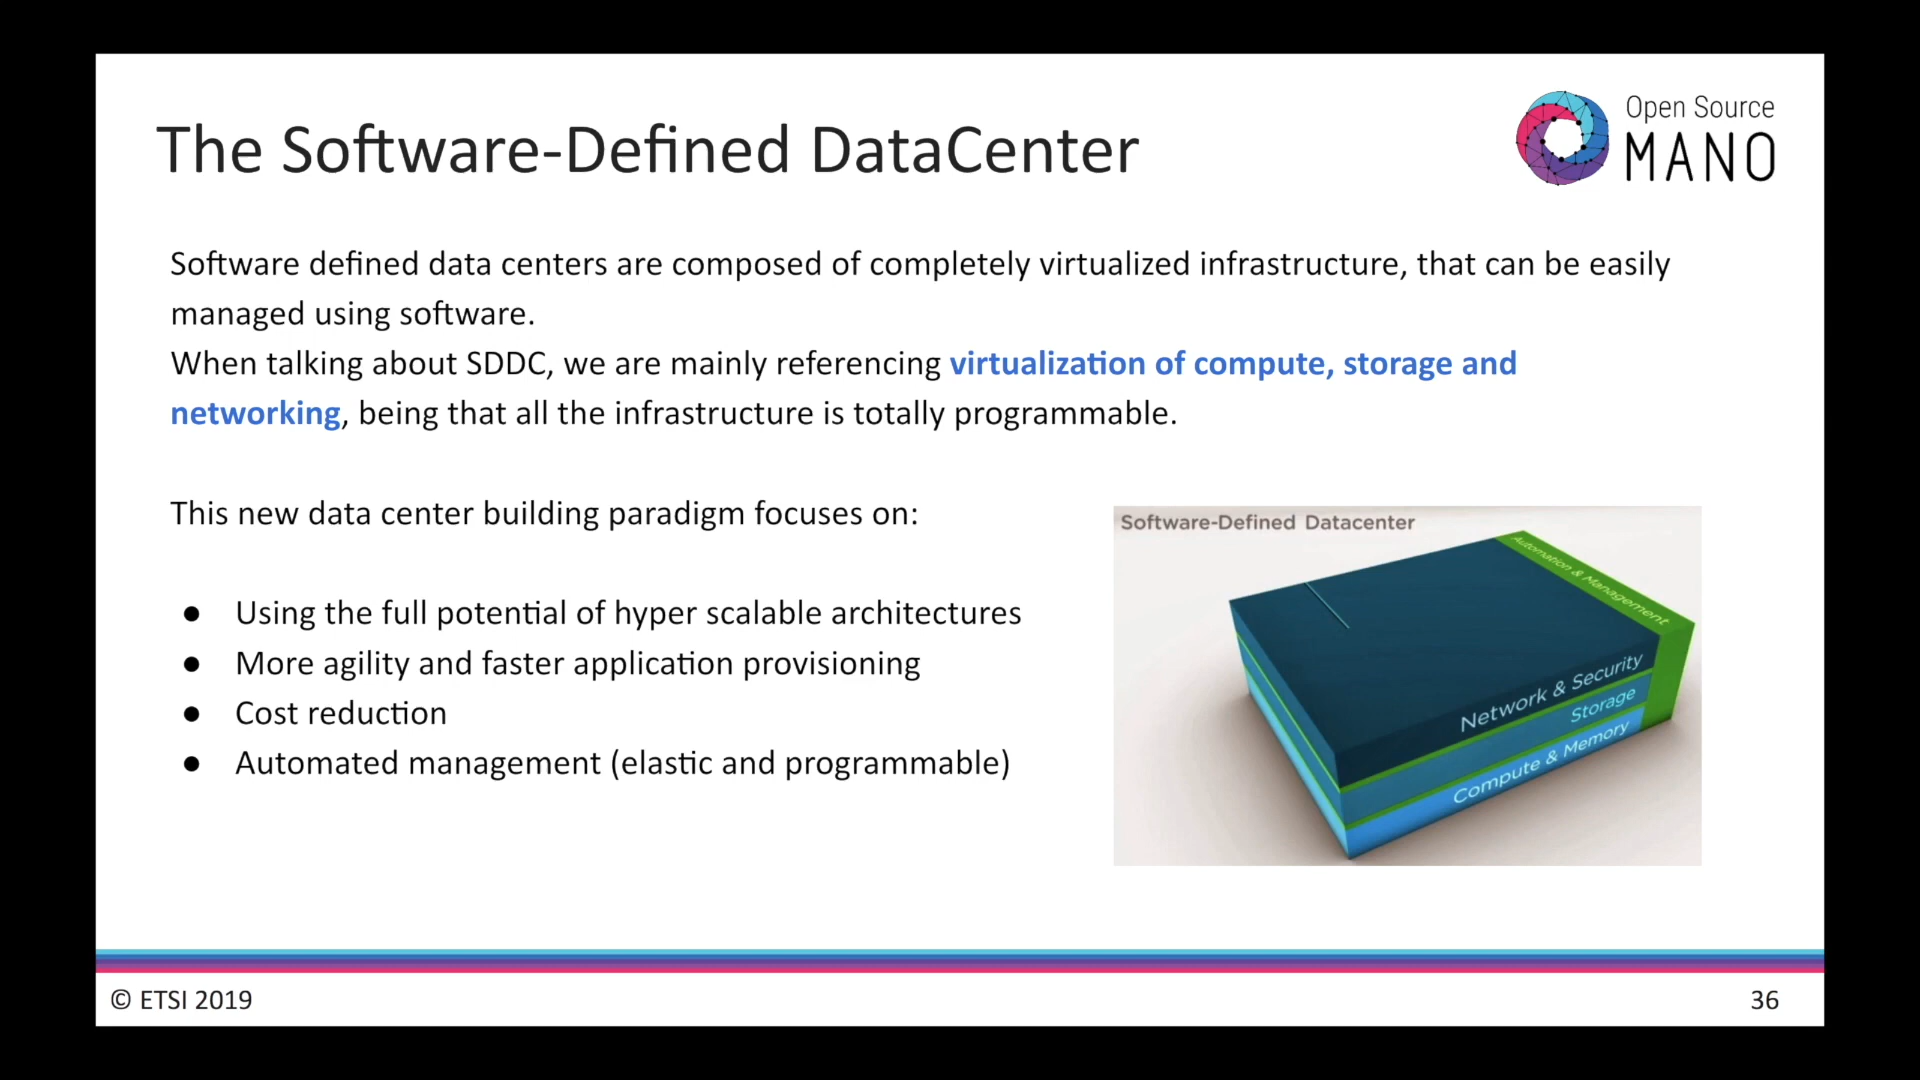 The Software-Defined DataCenter
Open Source
MANO
Software defined data centers are composed of completely virtualized infrastructure, that can be easily
managed using software.
When talking about SDDC, we are mainly referencing virtualization of compute, storage and
networking, being that all the infrastructure is totally programmable.
This new data center building paradigm focuses on:
● Using the full potential of hyper scalable architectures
● More agility and faster application provisioning
● Cost reduction
● Automated management (elastic and programmable)
Software-Defined Datacenter
Automation & Management
Network & Security
Storage
Compute & Memory
© ETSI 2019
36